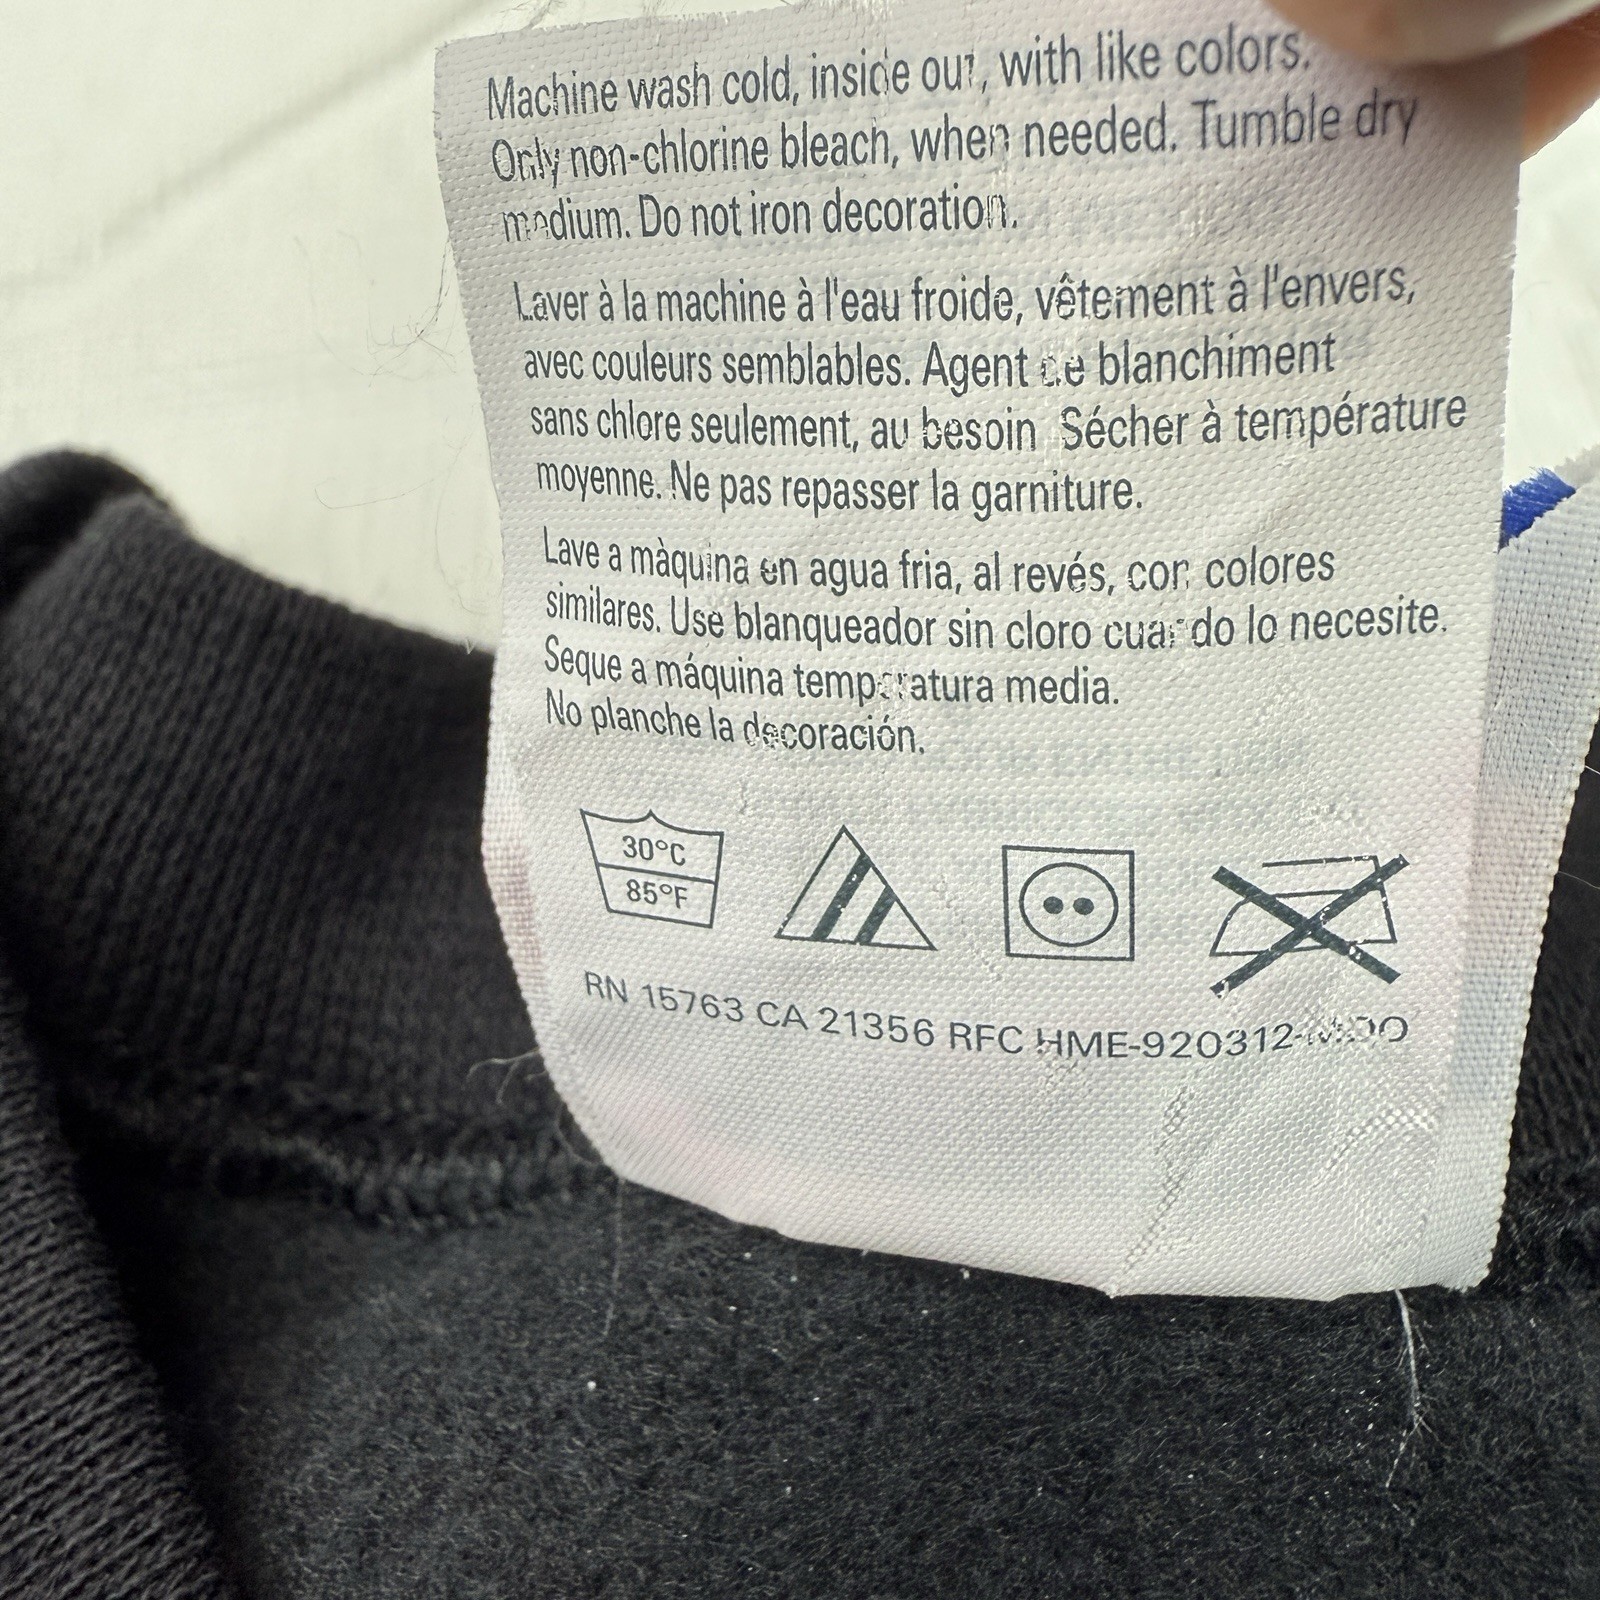 Machine wash cold, inside out, with like colors.
Only non-chlorine bleach, when needed. Tumble dry
medium. Do not iron decoration.
Laver à la machine à l'eau froide, vêtement à l'envers,
avec couleurs semblables. Agent de blanchiment
sans chlore seulement, au besoin Sécher à température
moyenne. Ne pas repasser la garniture.
Lave a màquina en agua fria, al revés, con colores
similares. Use blanqueador sin cloro cuando lo necesite.
Seque a máquina temperatura media.
No planche la decoración.
30°C
85°F
RN 15763 CA 21356 RFC